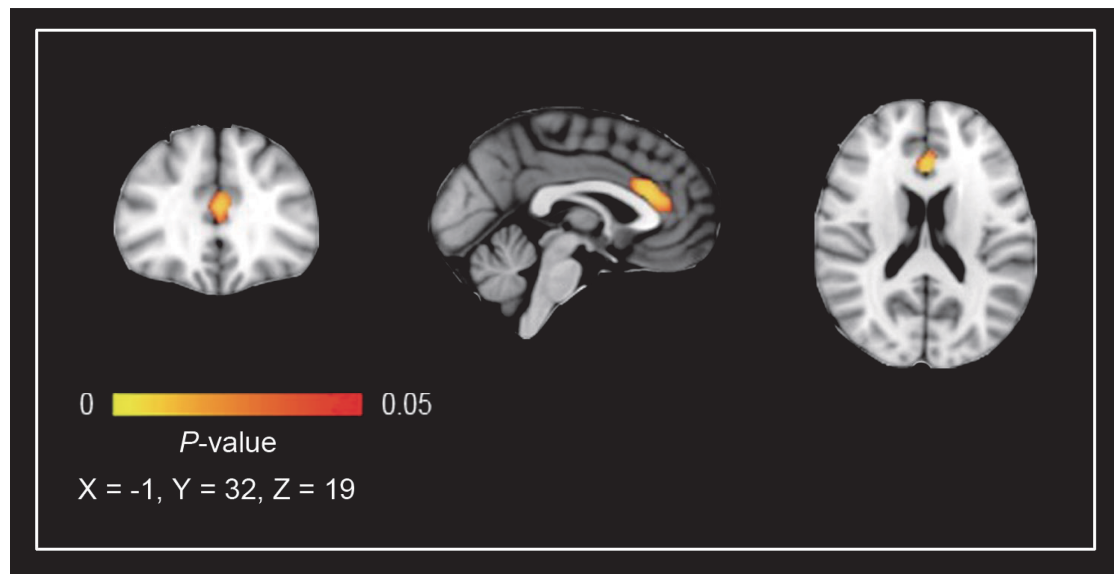 0 0.05
P-value
X = -1, Y = 32, Z = 19